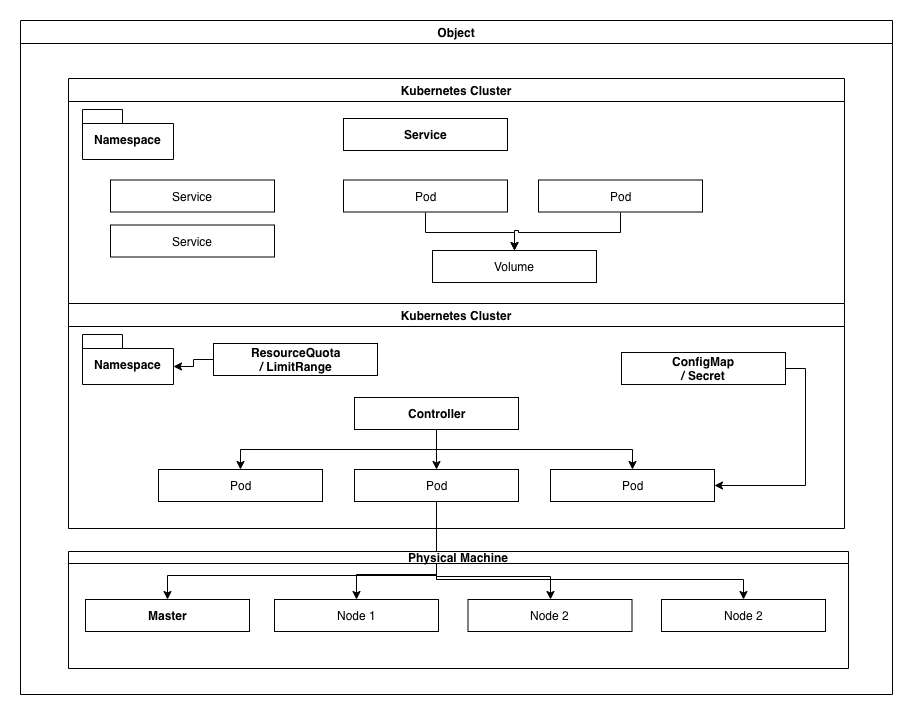 Object
Kubernetes Cluster
Namespace
Service
Service
Pod
Pod
Service
Volume
Kubernetes Cluster
Namespace
ResourceQuota
/ LimitRange
ConfigMap
/ Secret
Controller
Pod
Pod
Pod
Physical Machine
Master
Node 1
Node 2
Node 2